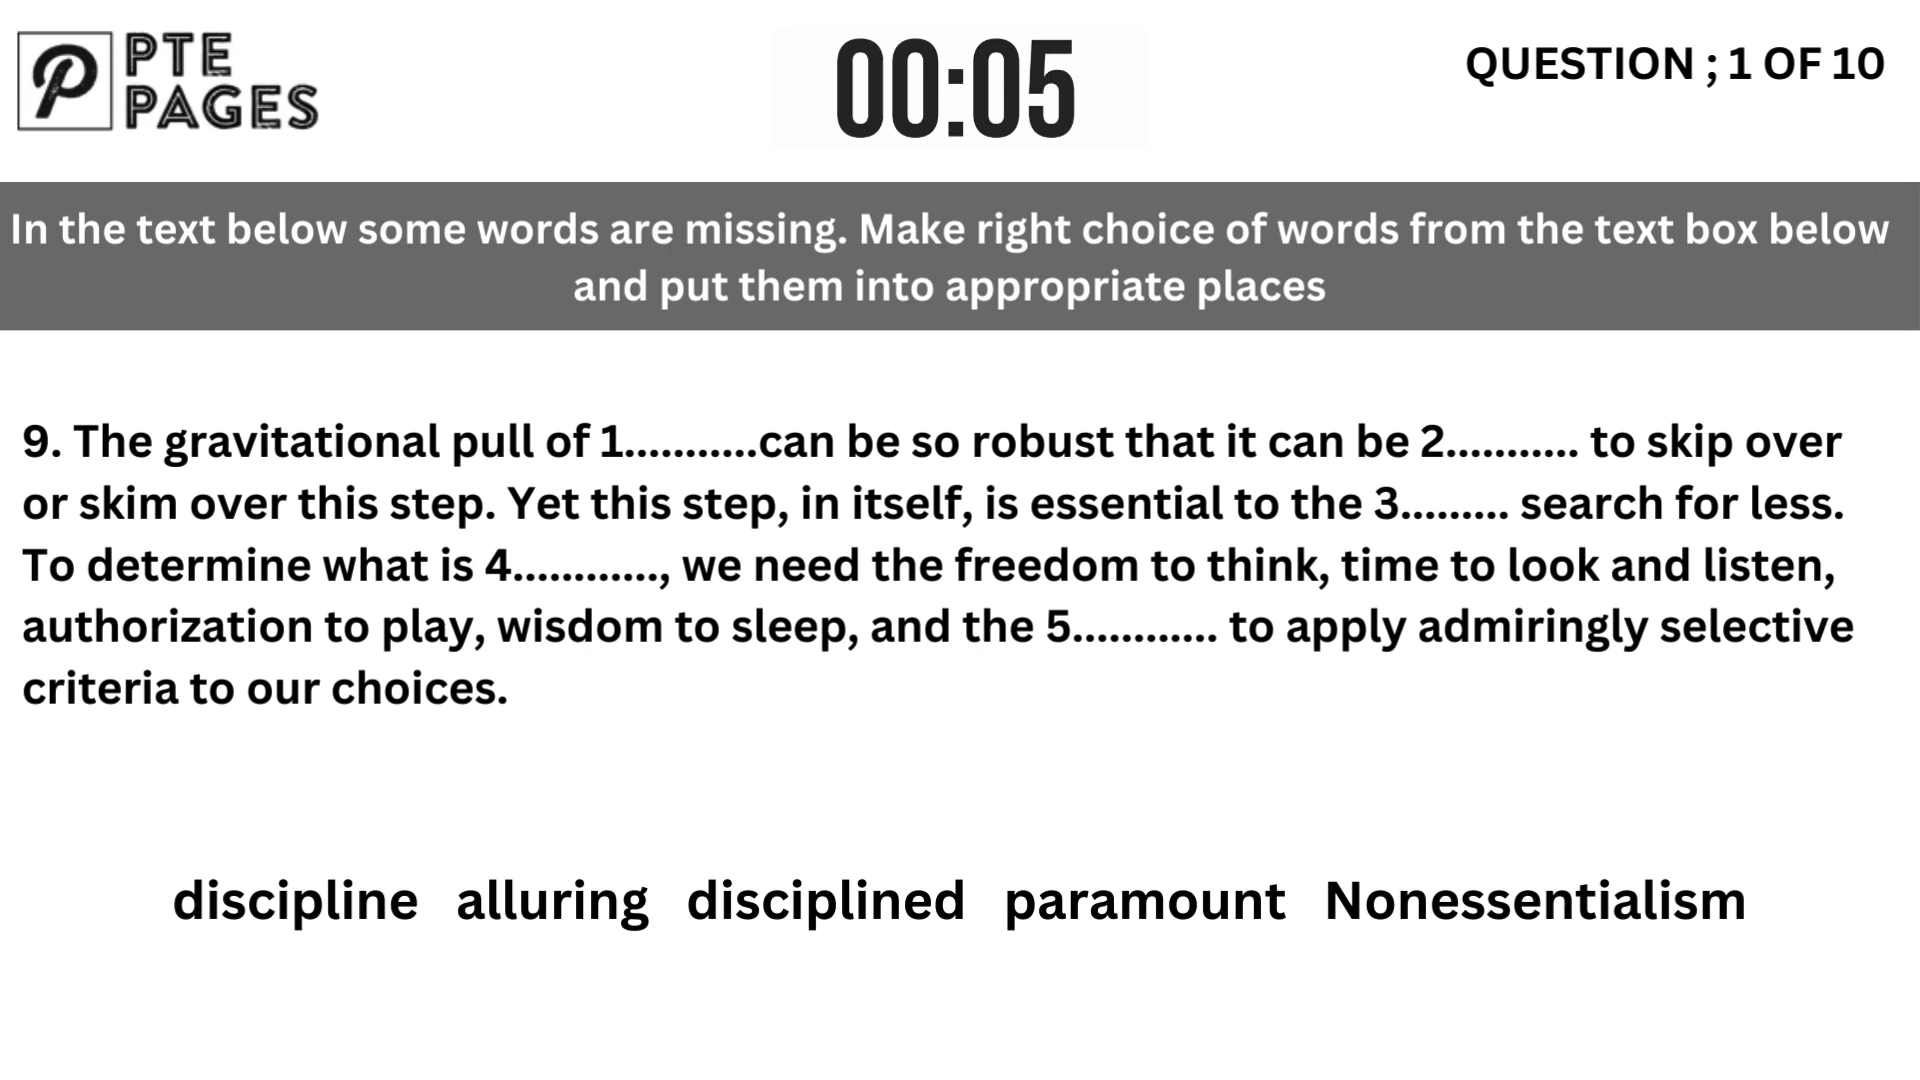 PTE
PAGES
00:05
QUESTION ; 1 OF 10
In the text below some words are missing. Make right choice of words from the text box below
and put them into appropriate places
9. The gravitational pull of 1...........can be so robust that it can be 2........... to skip over
or skim over this step. Yet this step, in itself, is essential to the 3......... search for less.
To determine what is 4............, we need the freedom to think, time to look and listen,
authorization to play, wisdom to sleep, and the 5............ to apply admiringly selective
criteria to our choices.
discipline alluring disciplined paramount Nonessentialism